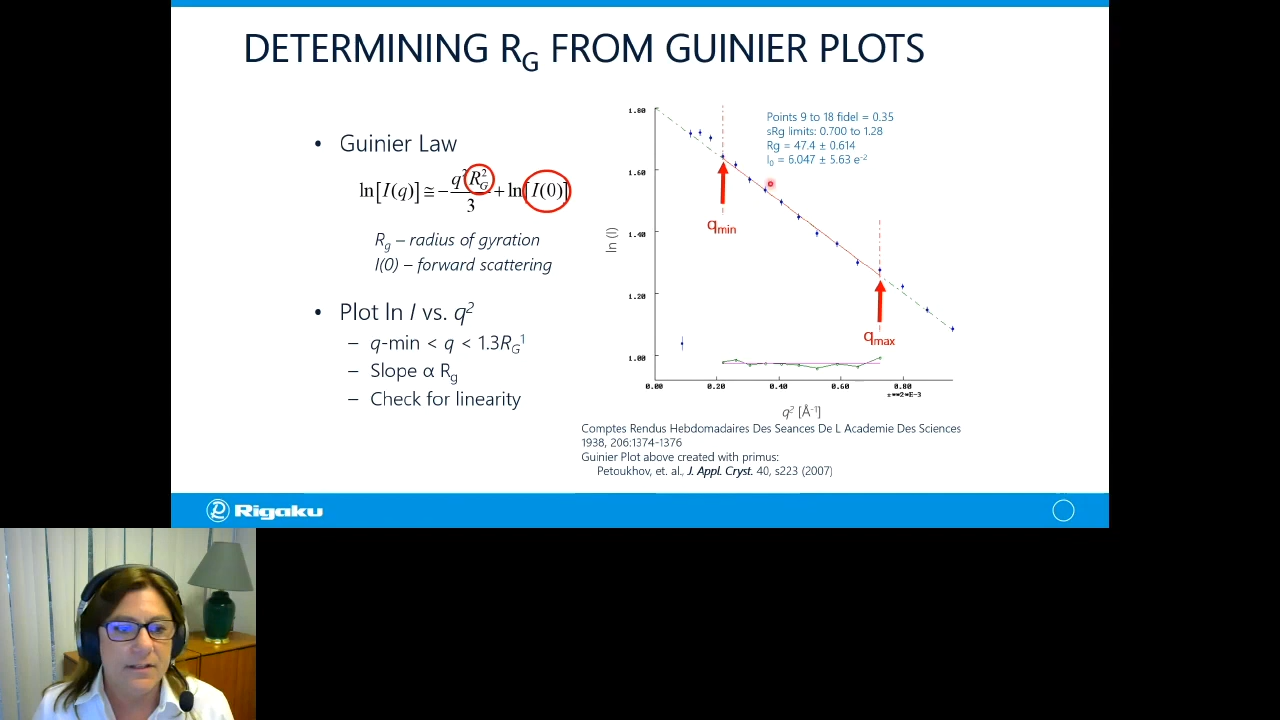 DETERMINING RG FROM GUINIER PLOTS
• Guinier Law
ln[I(q)] ≅ − q²R_G²/3 + ln[I(0)]
Rg – radius of gyration
I(0) – forward scattering
• Plot ln I vs. q²
– q-min < q < 1.3RG¹
– Slope α Rg
– Check for linearity
Points 9 to 18 fidel = 0.35
sRg limits: 0.700 to 1.28
Rg = 47.4 ± 0.614
I₀ = 6.047 ± 5.63 e⁻²
1.80
1.60
1.40
1.20
1.00
ln (I)
qmin
qmax
0.00 0.20 0.40 0.60 0.80
q² [Å⁻¹]
Comptes Rendus Hebdomadaires Des Seances De L Academie Des Sciences
1938, 206:1374-1376
Guinier Plot above created with primus:
Petoukhov, et. al., J. Appl. Cryst. 40, s223 (2007)
Rigaku